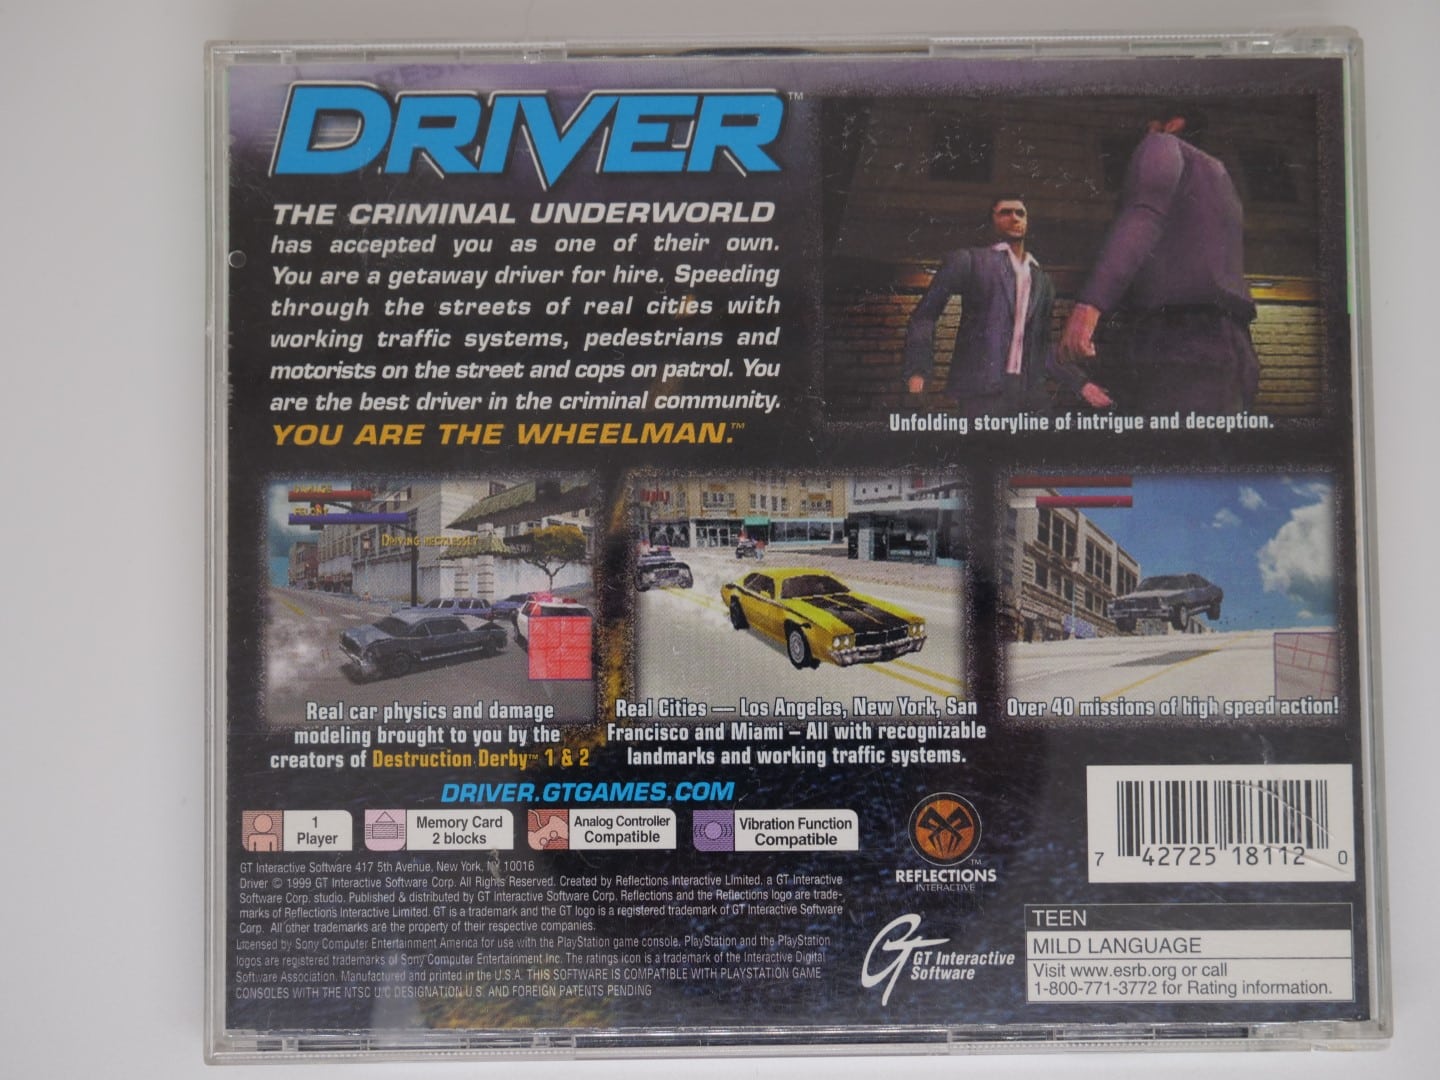 DRIVER™
THE CRIMINAL UNDERWORLD
has accepted you as one of their own.
You are a getaway driver for hire. Speeding
through the streets of real cities with
working traffic systems, pedestrians and
motorists on the street and cops on patrol. You
are the best driver in the criminal community.
YOU ARE THE WHEELMAN.™
Unfolding storyline of intrigue and deception.
DAMAGE
FELONY
DRIVING RECKLESSLY
Real car physics and damage
modeling brought to you by the
creators of Destruction Derby™ 1 & 2
Real Cities — Los Angeles, New York, San
Francisco and Miami – All with recognizable
landmarks and working traffic systems.
Over 40 missions of high speed action!
DRIVER.GTGAMES.COM
1
Player
Memory Card
2 blocks
Analog Controller
Compatible
Vibration Function
Compatible
GT Interactive Software 417 5th Avenue, New York, NY 10016
Driver © 1999 GT Interactive Software Corp. All Rights Reserved. Created by Reflections Interactive Limited, a GT Interactive
Software Corp. studio. Published & distributed by GT Interactive Software Corp. Reflections and the Reflections logo are trade-
marks of Reflections Interactive Limited. GT is a trademark and the GT logo is a registered trademark of GT Interactive Software
Corp. All other trademarks are the property of their respective companies.
Licensed by Sony Computer Entertainment America for use with the PlayStation game console. PlayStation and the PlayStation
logos are registered trademarks of Sony Computer Entertainment Inc. The ratings icon is a trademark of the Interactive Digital
Software Association. Manufactured and printed in the U.S.A. THIS SOFTWARE IS COMPATIBLE WITH PLAYSTATION GAME
CONSOLES WITH THE NTSC U/C DESIGNATION U.S. AND FOREIGN PATENTS PENDING
™
REFLECTIONS
INTERACTIVE
GT GT Interactive
Software
7 42725 18112 0
TEEN
MILD LANGUAGE
Visit www.esrb.org or call
1-800-771-3772 for Rating information.